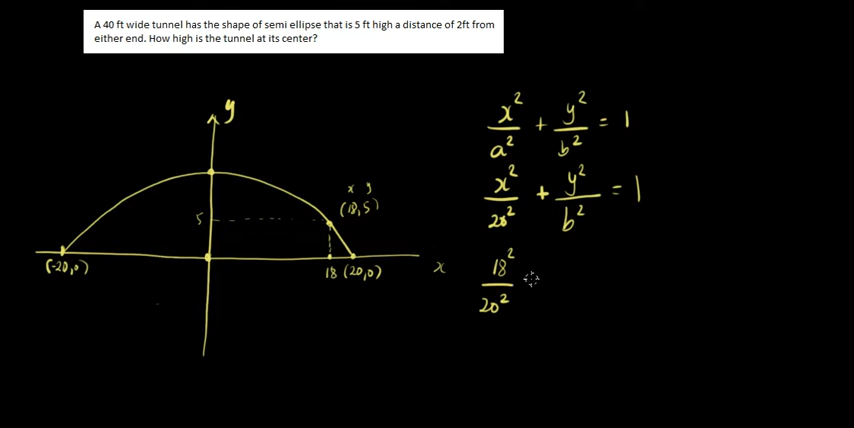 A 40 ft wide tunnel has the shape of semi ellipse that is 5 ft high a distance of 2ft from
either end. How high is the tunnel at its center?
y
x² / a² + y² / b² = 1
x² / 20² + y² / b² = 1
x y
(18,5)
5
(-20,0)
18 (20,0)
x
18² / 20²